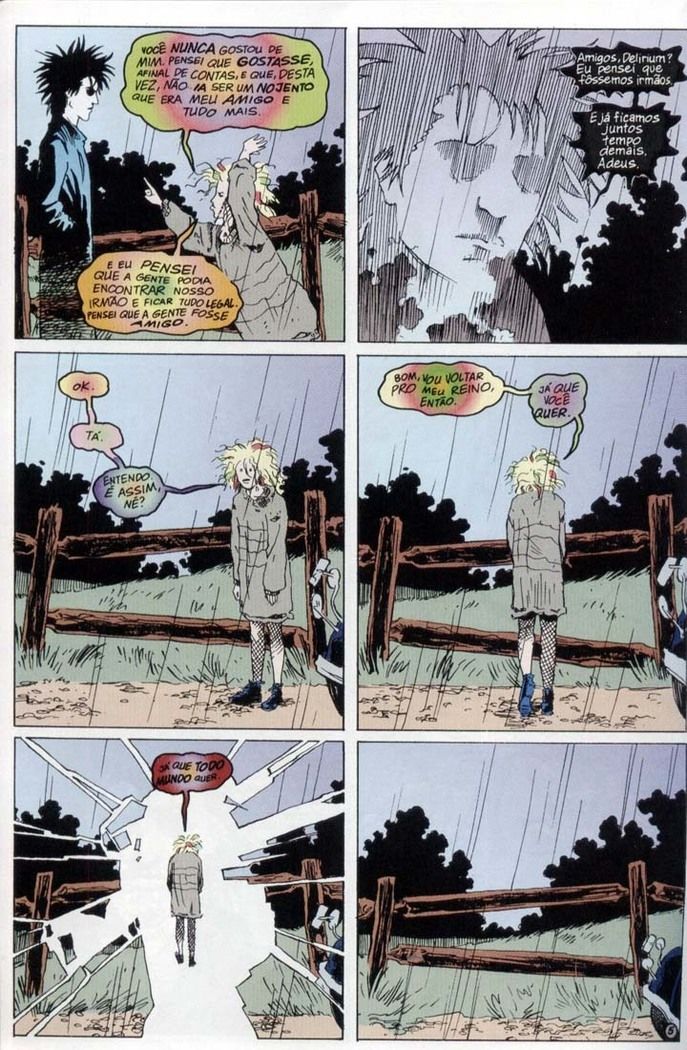 VOCÊ NUNCA GOSTOU DE
MIM. PENSEI QUE GOSTASSE,
AFINAL DE CONTAS, E QUE, DESTA
VEZ, NÃO IA SER UM NOJENTO
QUE ERA MEU AMIGO E
TUDO MAIS.
E EU PENSEI
QUE A GENTE PODIA
ENCONTRAR NOSSO
IRMÃO E FICAR TUDO LEGAL.
PENSEI QUE A GENTE FOSSE
AMIGO.
Amigos, Delirium?
Eu pensei que
fôssemos irmãos.
E já ficamos
juntos
tempo
demais.
Adeus.
OK.
TÁ.
ENTENDO.
É ASSIM,
NÉ?
BOM, VOU VOLTAR
PRO MEU REINO,
ENTÃO.
JÁ QUE
VOCÊ
QUER.
JÁ QUE TODO
MUNDO QUER.
6